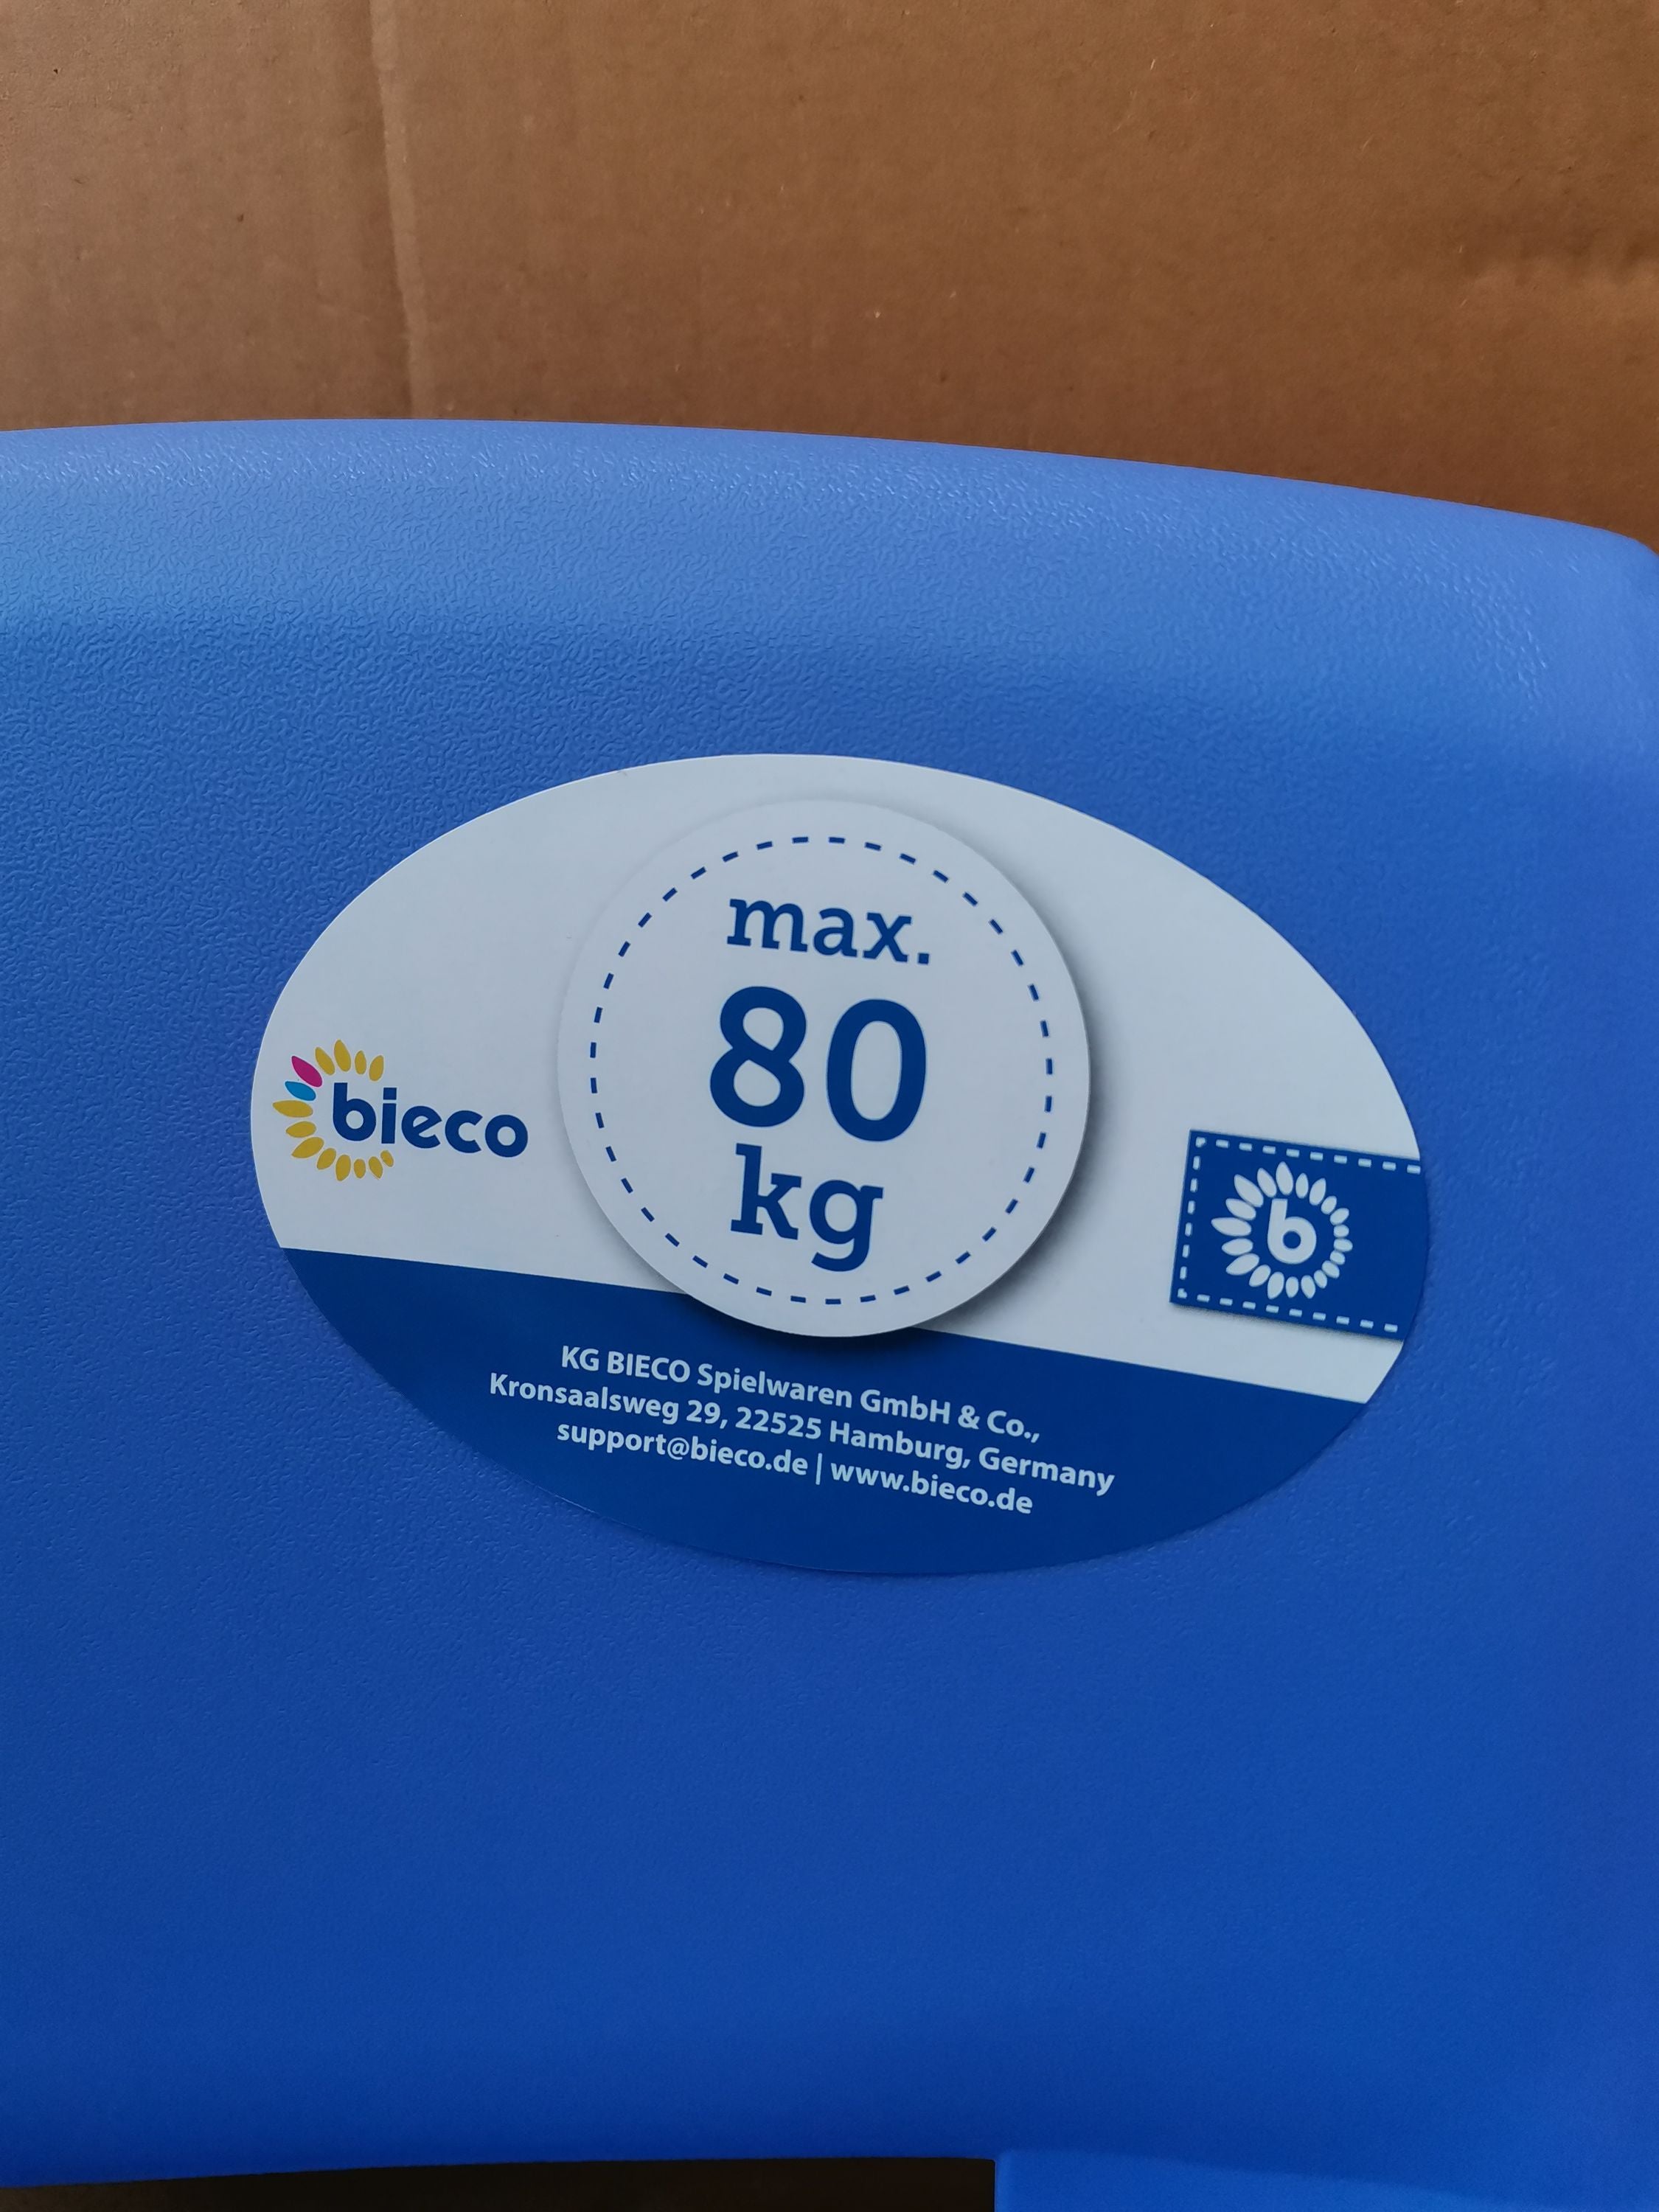 max.
80
kg
bieco
b
KG BIECO Spielwaren GmbH & Co.,
Kronsaalsweg 29, 22525 Hamburg, Germany
support@bieco.de | www.bieco.de